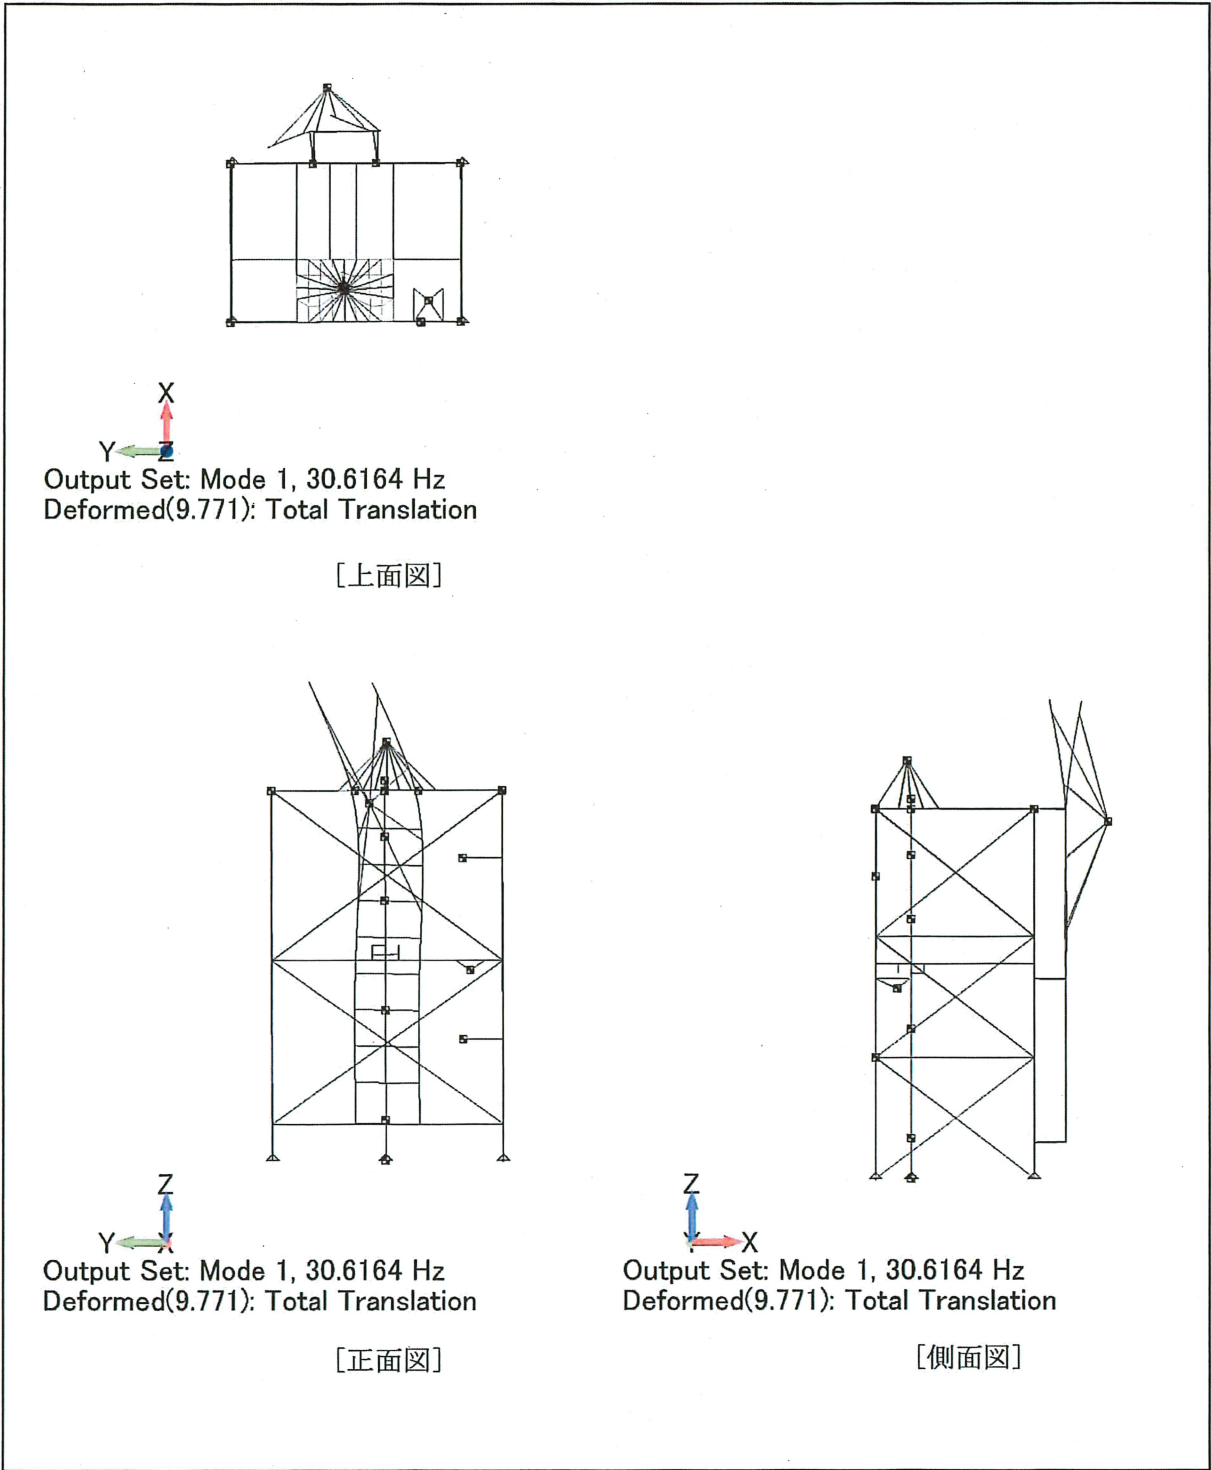 X
Y Z
Output Set: Mode 1, 30.6164 Hz
Deformed(9.771): Total Translation
[上面図]
Z
Y X
Output Set: Mode 1, 30.6164 Hz
Deformed(9.771): Total Translation
[正面図]
Z
Y X
Output Set: Mode 1, 30.6164 Hz
Deformed(9.771): Total Translation
[側面図]